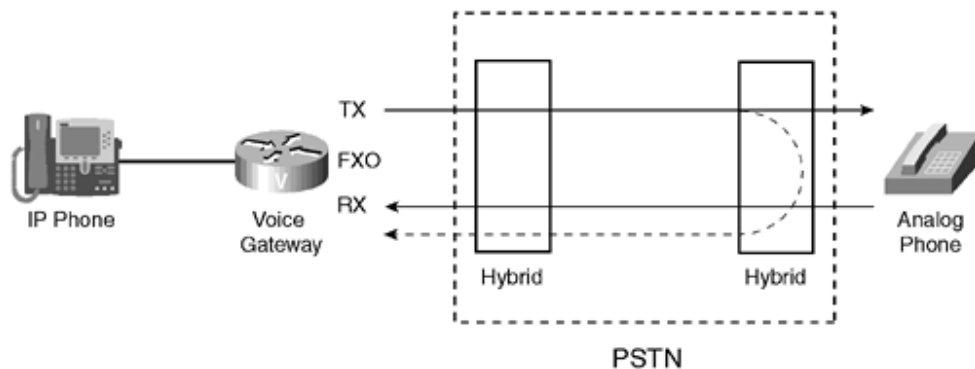 TX
FXO
V
RX
IP Phone
Voice
Gateway
Hybrid
Hybrid
Analog
Phone
PSTN